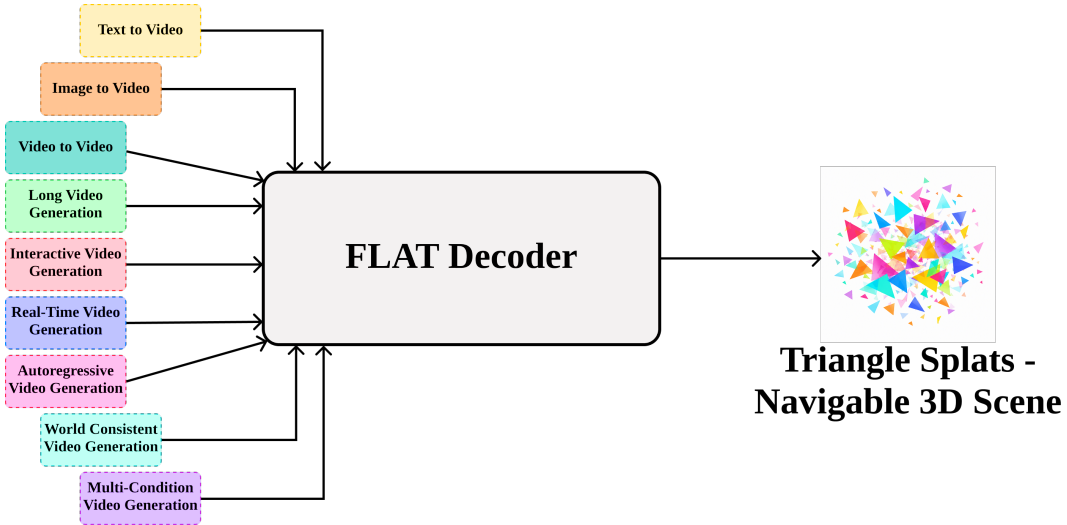 Text to Video
Image to Video
Video to Video
Long Video
Generation
Interactive Video
Generation
Real-Time Video
Generation
Autoregressive
Video Generation
World Consistent
Video Generation
Multi-Condition
Video Generation
FLAT Decoder
Triangle Splats -
Navigable 3D Scene